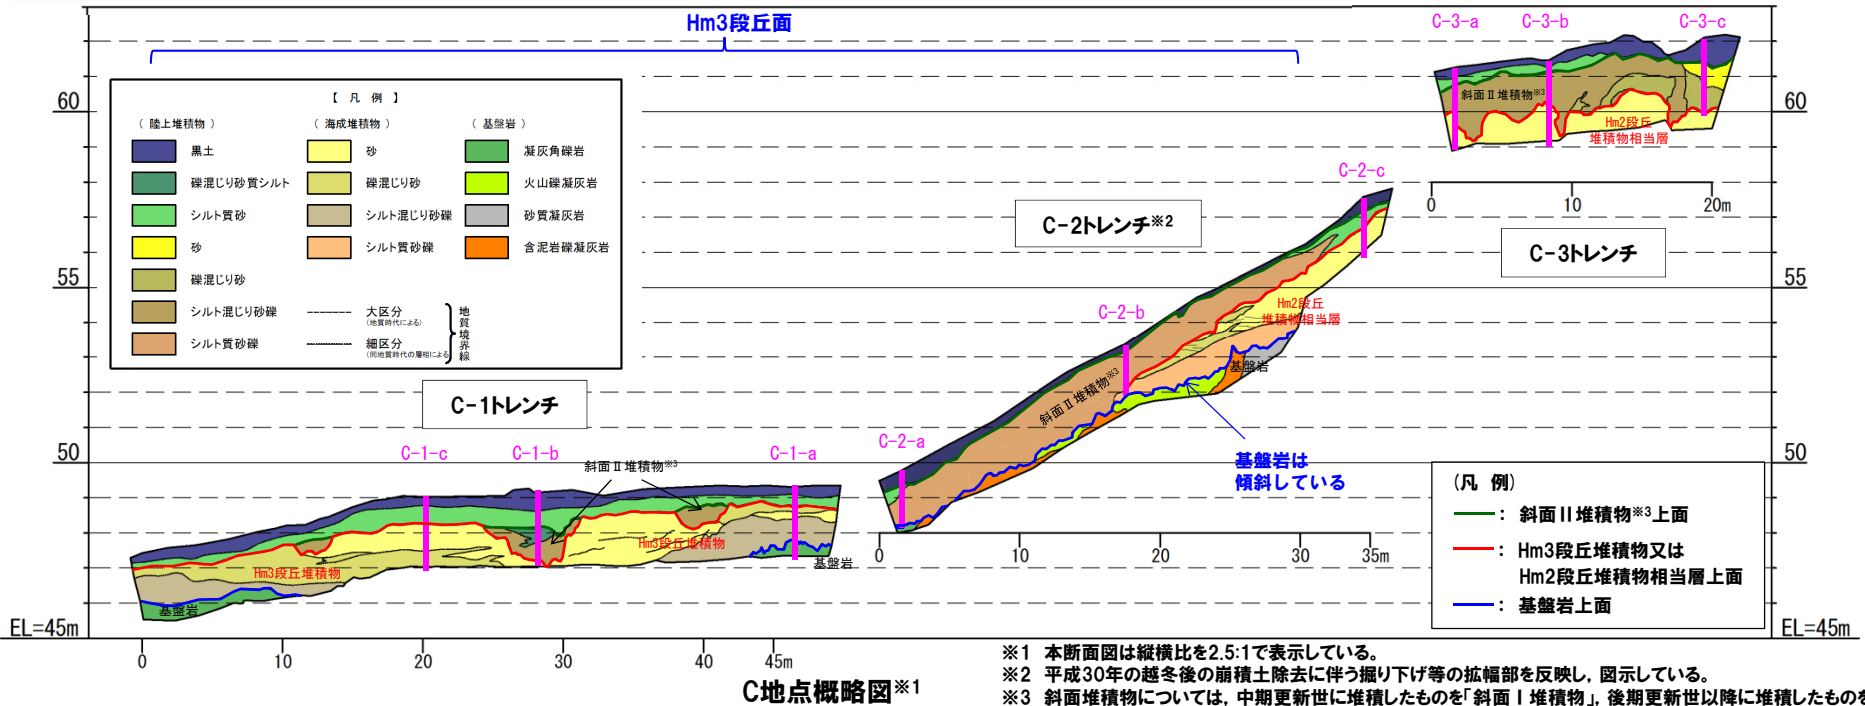 Hm3段丘面
C-3-a
C-3-b
C-3-c
60
【 凡 例 】
( 陸上堆積物 )
( 海成堆積物 )
( 基盤岩 )
黒土
砂
凝灰角礫岩
礫混じり砂質シルト
礫混じり砂
火山礫凝灰岩
シルト質砂
シルト混じり砂礫
砂質凝灰岩
砂
シルト質砂礫
含泥岩礫凝灰岩
礫混じり砂
シルト混じり砂礫
シルト質砂礫
大区分
(地質時代による)
細区分
(同地質時代の層相による)
地質境界線
斜面Ⅱ堆積物※3
Hm2段丘
堆積物相当層
60
0
10
20m
C-3トレンチ
C-2-c
C-2トレンチ※2
55
55
C-2-b
Hm2段丘
堆積物相当層
基盤岩
斜面Ⅱ堆積物※3
C-1トレンチ
C-2-a
基盤岩は
傾斜している
50
50
C-1-c
C-1-b
C-1-a
斜面Ⅱ堆積物※3
Hm3段丘堆積物
Hm3段丘堆積物
基盤岩
基盤岩
0
10
20
30
35m
(凡 例)
: 斜面Ⅱ堆積物※3上面
: Hm3段丘堆積物又は
Hm2段丘堆積物相当層上面
: 基盤岩上面
EL=45m
EL=45m
0
10
20
30
40
45m
C地点概略図※1
※1 本断面図は縦横比を2.5:1で表示している。
※2 平成30年の越冬後の崩積土除去に伴う掘り下げ等の拡幅部を反映し, 図示している。
※3 斜面堆積物については, 中期更新世に堆積したものを「斜面Ⅰ堆積物」, 後期更新世以降に堆積したものを